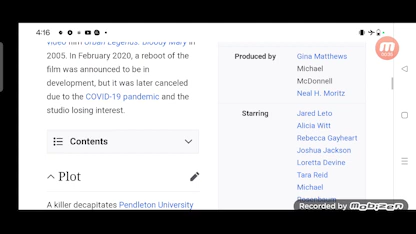 4:16
video film Urban Legends: Bloody Mary in
2005. In February 2020, a reboot of the
film was announced to be in
development, but it was later canceled
due to the COVID-19 pandemic and the
studio losing interest.
Contents
Plot
A killer decapitates Pendleton University
Produced by
Gina Matthews
Michael
McDonnell
Neal H. Moritz
Starring
Jared Leto
Alicia Witt
Rebecca Gayheart
Joshua Jackson
Loretta Devine
Tara Reid
Michael
Rosenbaum
Recorded by Mobizen